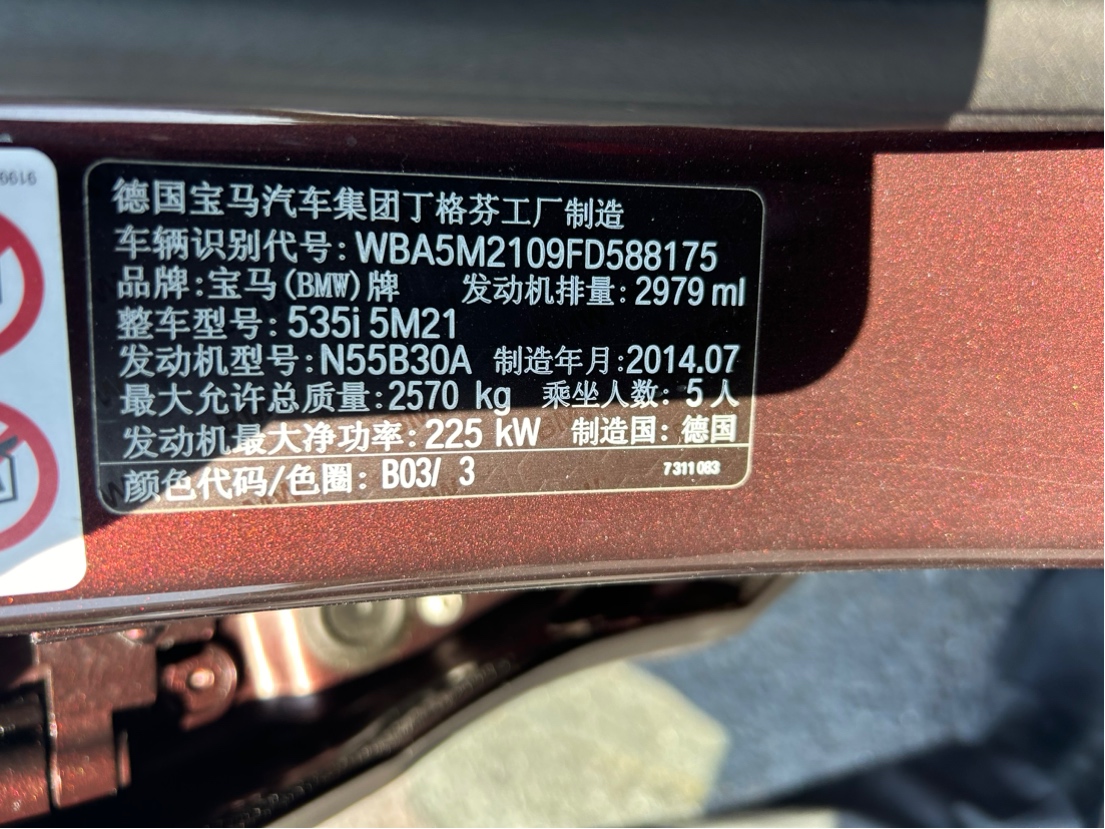 德国宝马汽车集团丁格芬工厂制造
车辆识别代号: WBA5M2109FD588175
品牌:宝马(BMW)牌 发动机排量: 2979 ml
整车型号: 535i 5M21
发动机型号:N55B30A 制造年月:2014.07
最大允许总质量:2570 kg 乘坐人数: 5 人
发动机最大净功率: 225 kW 制造国: 德国
颜色代码/色圈: B03/ 3 7311 083